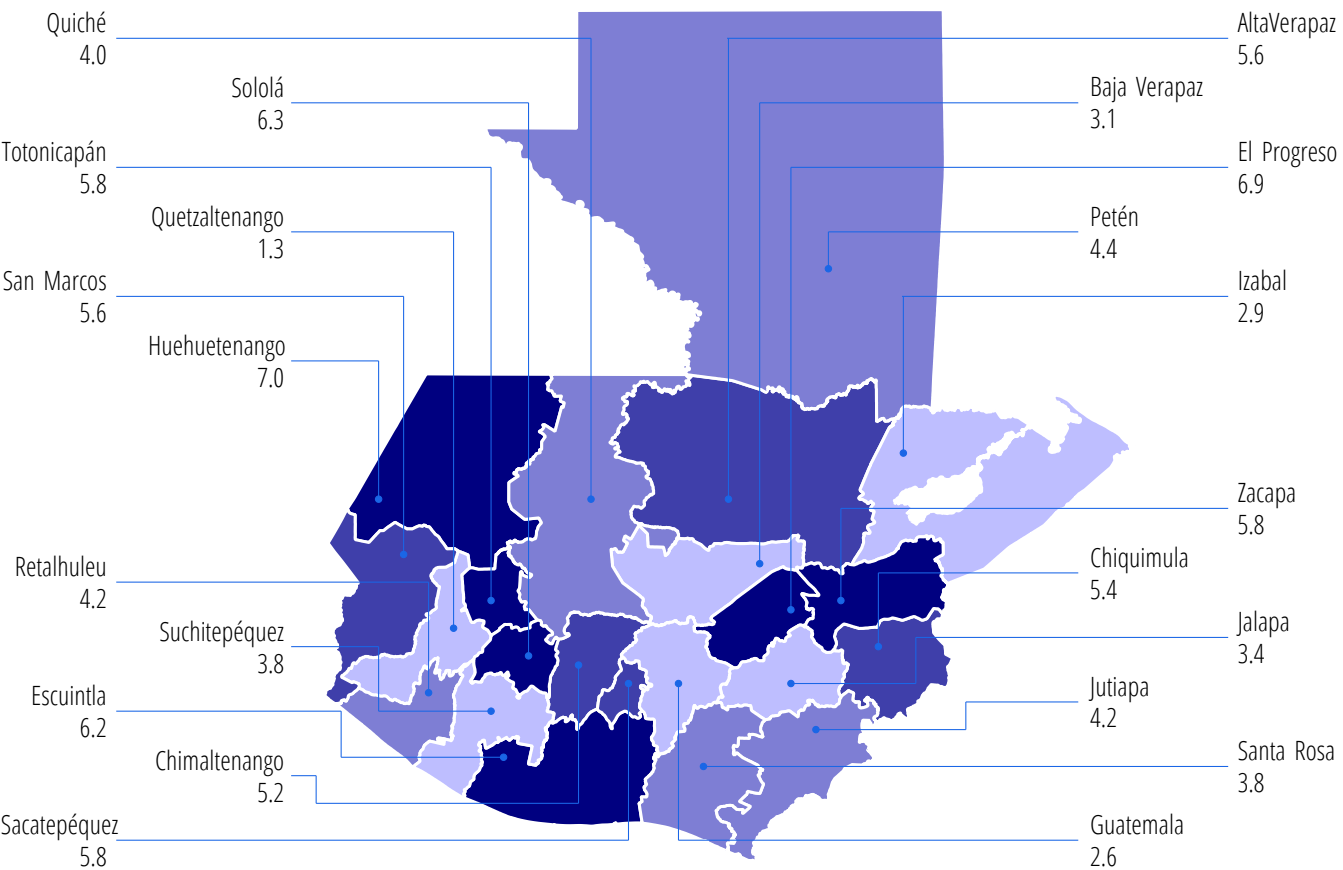 Quiché
4.0
Sololá
6.3
Totonicapán
5.8
Quetzaltenango
1.3
San Marcos
5.6
Huehuetenango
7.0
Retalhuleu
4.2
Suchitepéquez
3.8
Escuintla
6.2
Chimaltenango
5.2
Sacatepéquez
5.8
AltaVerapaz
5.6
Baja Verapaz
3.1
El Progreso
6.9
Petén
4.4
Izabal
2.9
Zacapa
5.8
Chiquimula
5.4
Jalapa
3.4
Jutiapa
4.2
Santa Rosa
3.8
Guatemala
2.6